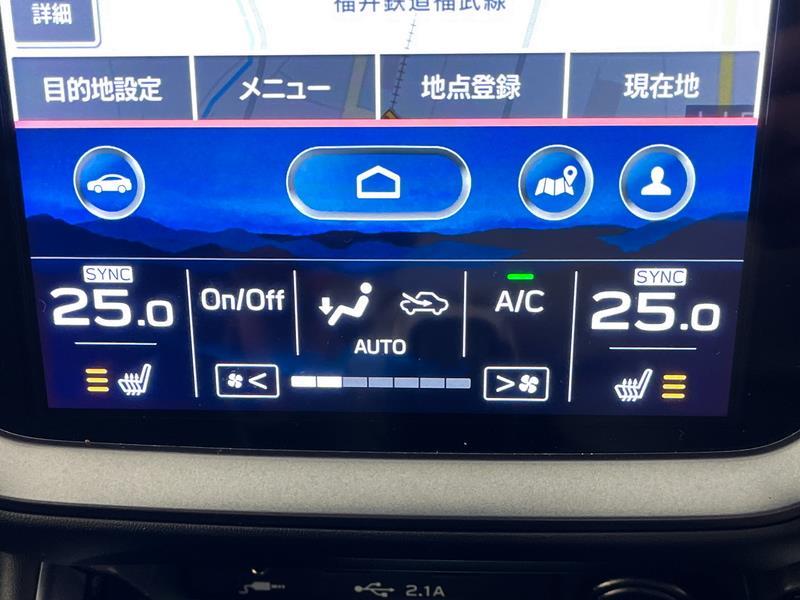 詳細
福井鉄道福武線
目的地設定 メニュー 地点登録 現在地
SYNC
25.0
On/Off
AUTO
A/C
SYNC
25.0
<
>
2.1A